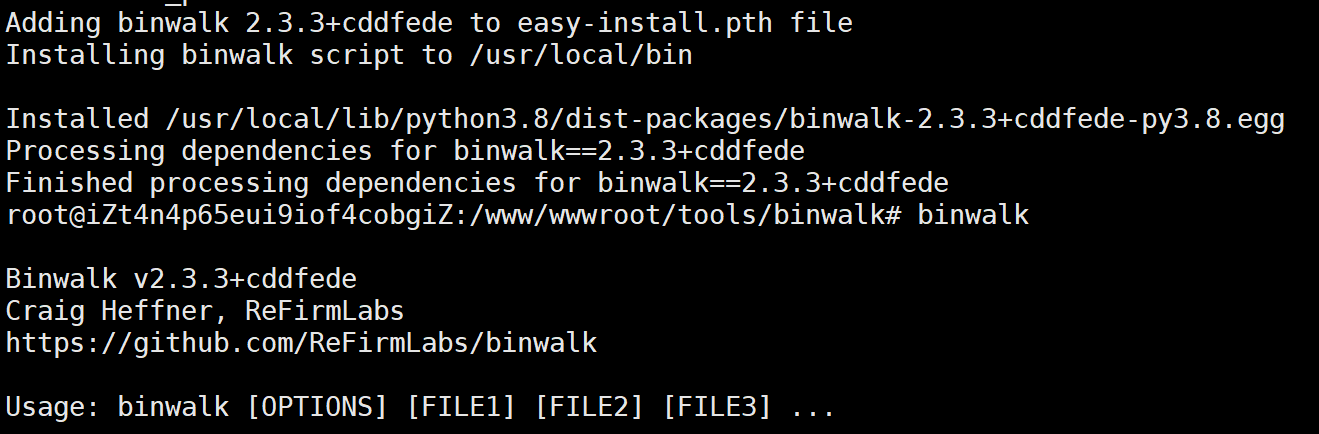 Adding binwalk 2.3.3+cddfede to easy-install.pth file
Installing binwalk script to /usr/local/bin
Installed /usr/local/lib/python3.8/dist-packages/binwalk-2.3.3+cddfede-py3.8.egg
Processing dependencies for binwalk==2.3.3+cddfede
Finished processing dependencies for binwalk==2.3.3+cddfede
root@iZt4n4p65eui9iof4cobgiZ:/www/wwwroot/tools/binwalk# binwalk
Binwalk v2.3.3+cddfede
Craig Heffner, ReFirmLabs
https://github.com/ReFirmLabs/binwalk
Usage: binwalk [OPTIONS] [FILE1] [FILE2] [FILE3] ...